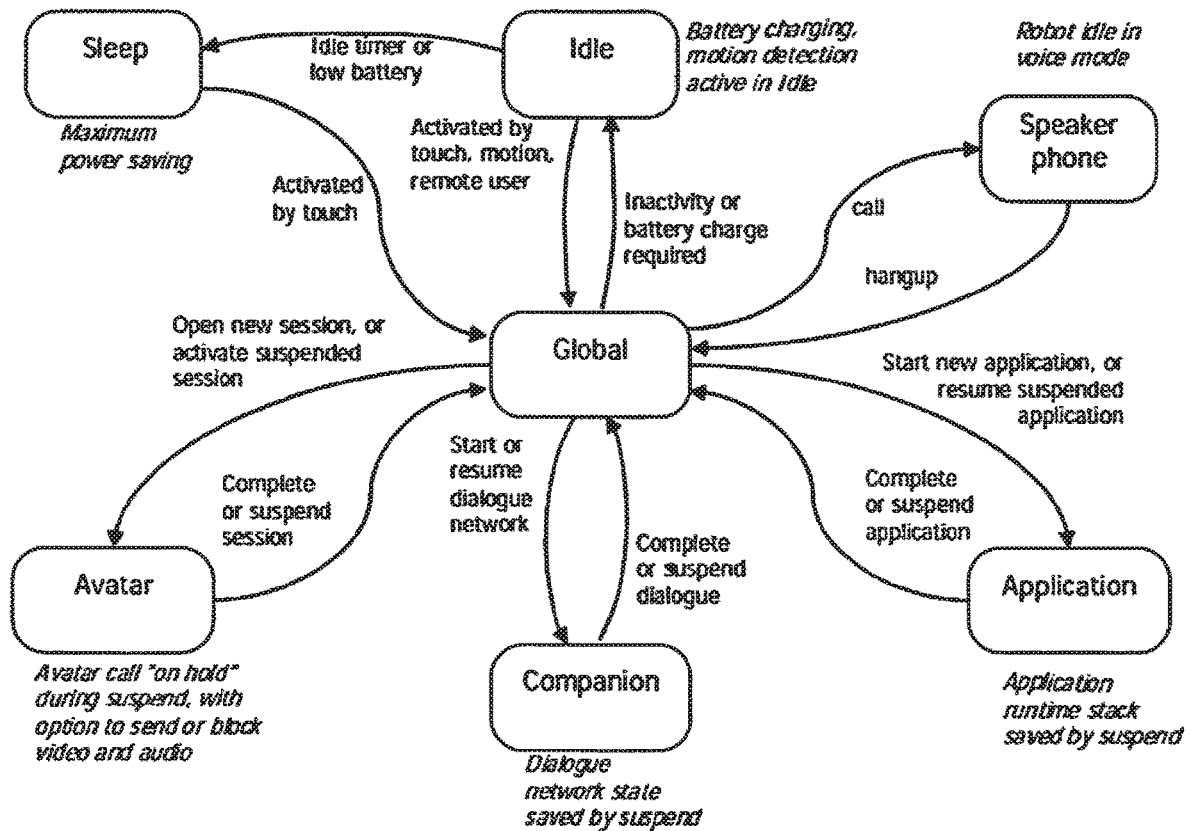 Sleep
Maximum
power saving
Idle timer or
low battery
Idle
Battery charging,
motion detection
active in Idle
Robot idle in
voice mode
Speaker
phone
Activated
by touch
Activated by
touch, motion,
remote user
Inactivity or
battery charge
required
call
hangup
Global
Open new session, or
activate suspended
session
Start new application, or
resume suspended
application
Complete
or suspend
session
Start or
resume
dialogue
network
Complete
or suspend
dialogue
Complete
or suspend
application
Avatar
Avatar call "on hold"
during suspend, with
option to send or block
video and audio
Companion
Dialogue
network state
saved by suspend
Application
Application
runtime stack
saved by suspend